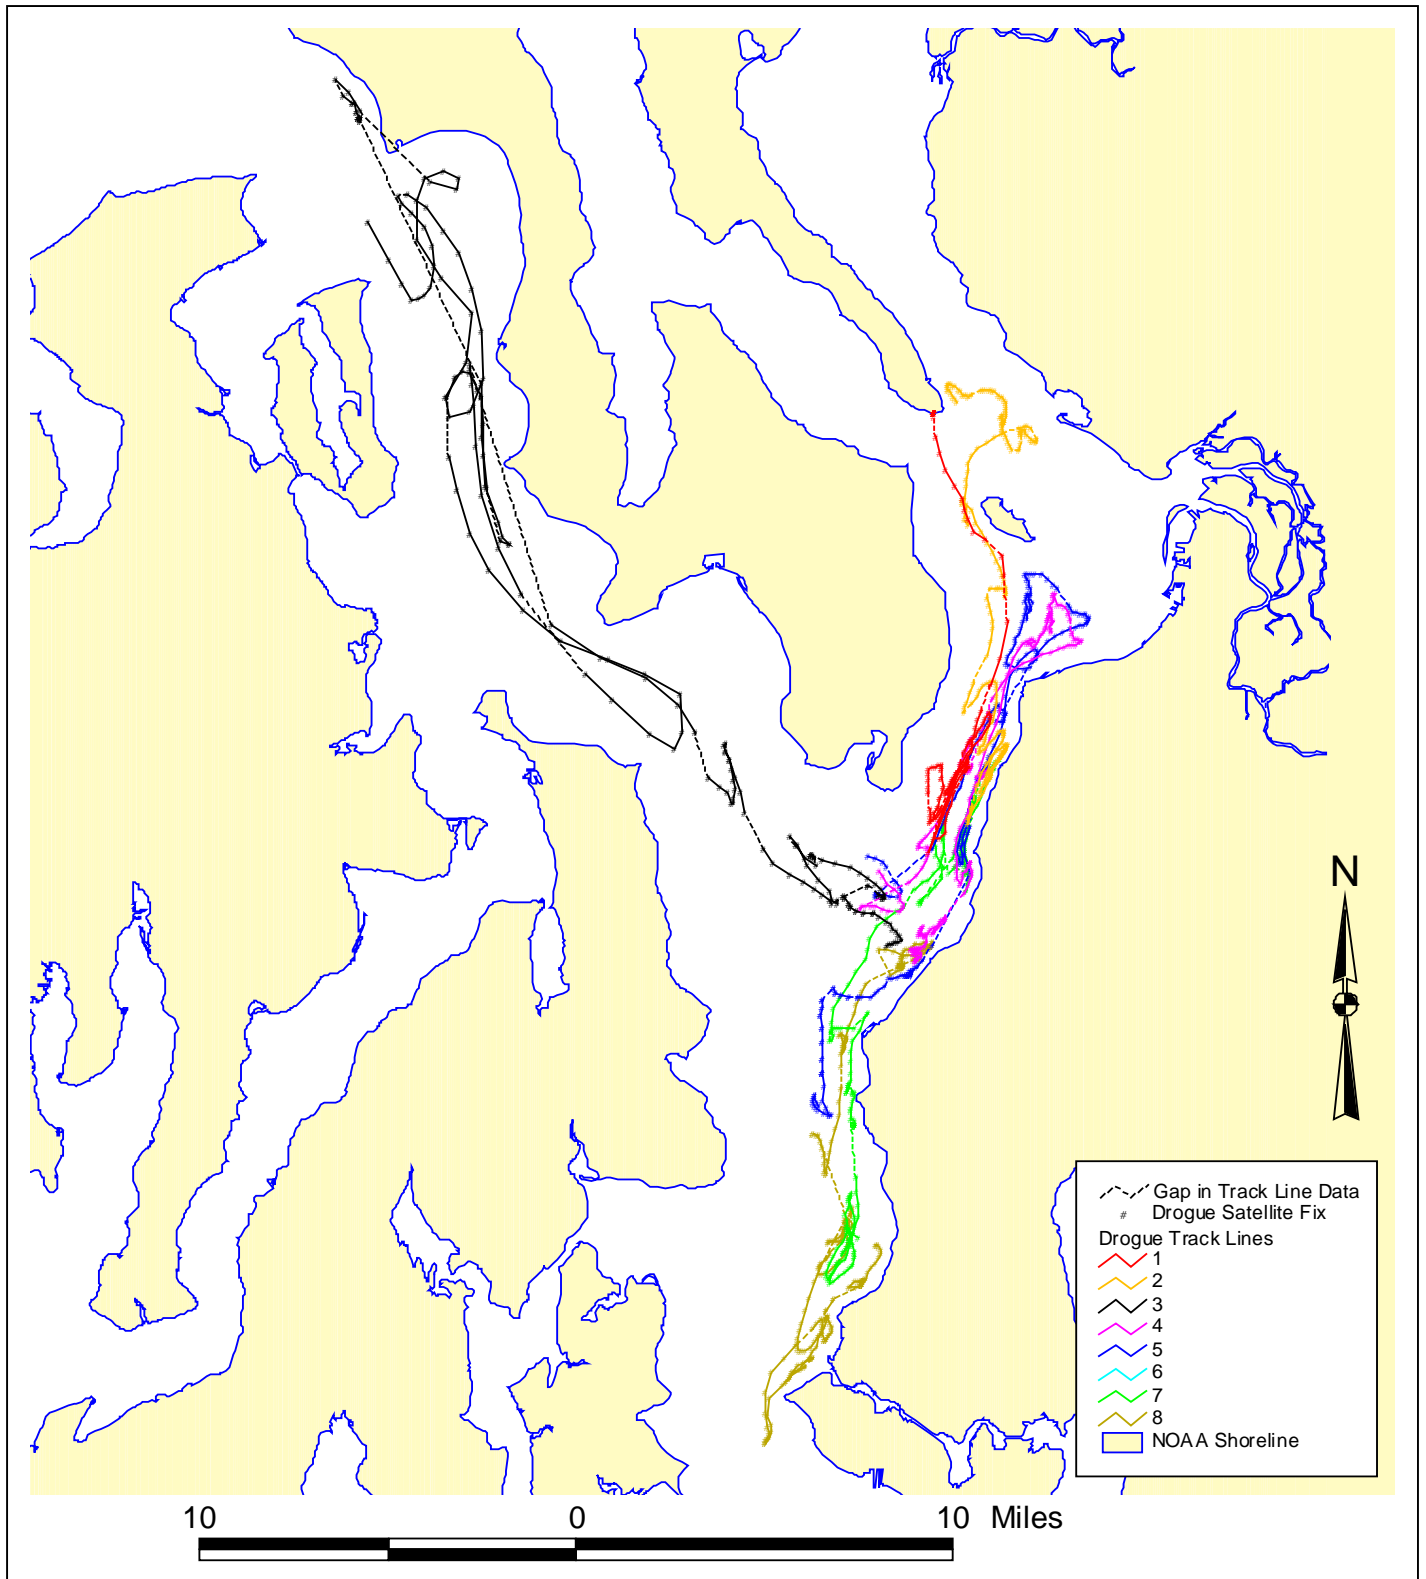 N
Gap in Track Line Data
Drogue Satellite Fix
Drogue Track Lines
1
2
3
4
5
6
7
8
NOAA Shoreline
10 0 10 Miles